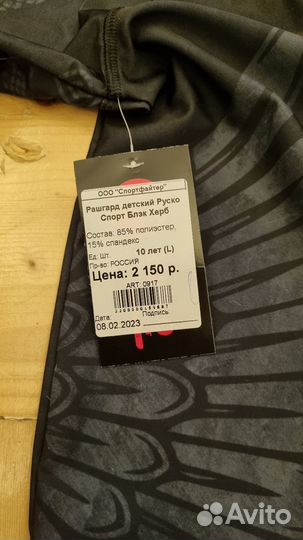 ООО "Спортфайтер"
Рашгард детский Руско
Спорт Блэк Херб
Состав: 85% полиэстер,
15% спандекс
Ед: Шт. 10 лет (L)
Пр-во: РОССИЯ
Цена: 2 150 р.
ART: 0917
Дата: Подпись:
08.02.2023
Avito